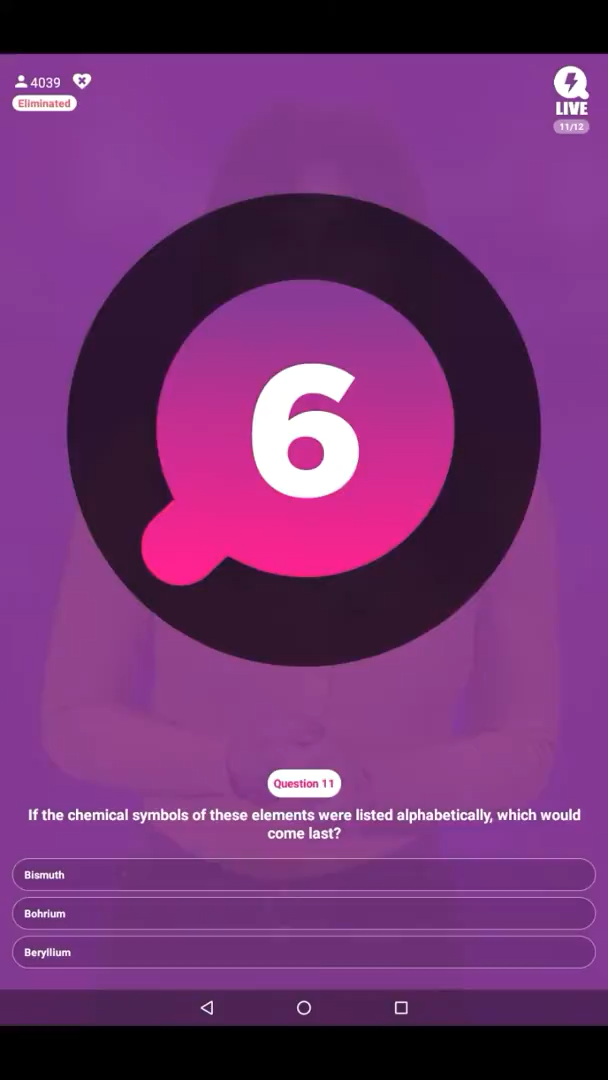 4039
Eliminated
LIVE
11/12
6
Question 11
If the chemical symbols of these elements were listed alphabetically, which would
come last?
Bismuth
Bohrium
Beryllium